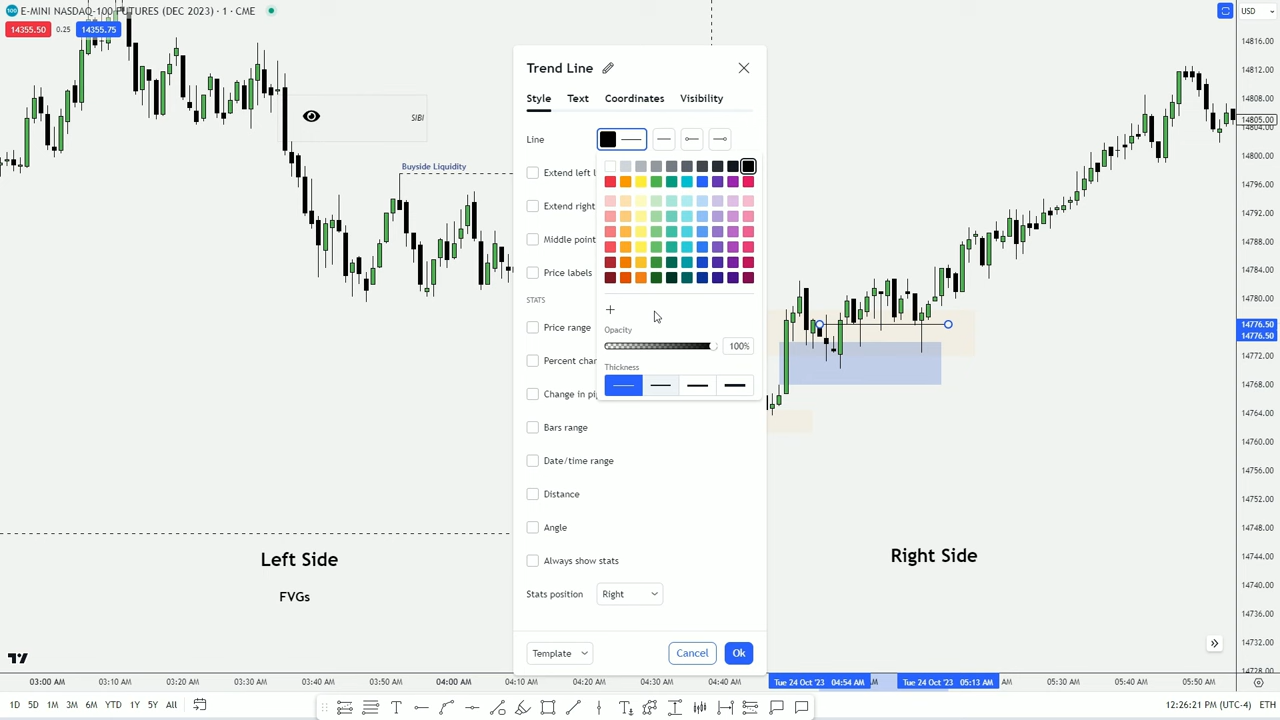 E-MINI NASDAQ-100 FUTURES (DEC 2023) · 1 · CME
14355.50 0.25 14355.75
USD
SIBI
Buyside Liquidity
Trend Line
Style Text Coordinates Visibility
Line
Extend left l
Extend right
Middle point
Price labels
STATS
Price range
Percent char
Change in pi
Bars range
Date/time range
Distance
Angle
Always show stats
Stats position Right
Opacity
100%
Thickness
Template Cancel Ok
Left Side
FVGs
Right Side
14816.00
14812.00
14808.00
14805.00
14804.00
14800.00
14796.00
14792.00
14788.00
14784.00
14780.00
14776.50
14776.50
14772.00
14768.00
14764.00
14760.00
14756.00
14752.00
14748.00
14744.00
14740.00
14736.00
14732.00
14728.00
03:00 AM 03:10 AM 03:20 AM 03:30 AM 03:40 AM 03:50 AM 04:00 AM 04:10 AM 04:20 AM 04:30 AM 04:40 AM Tue 24 Oct '23 04:54 AM AM Tue 24 Oct '23 05:13 AM AM 05:30 AM 05:40 AM 05:50 AM
1D 5D 1M 3M 6M YTD 1Y 5Y All
12:26:21 PM (UTC-4) ETH